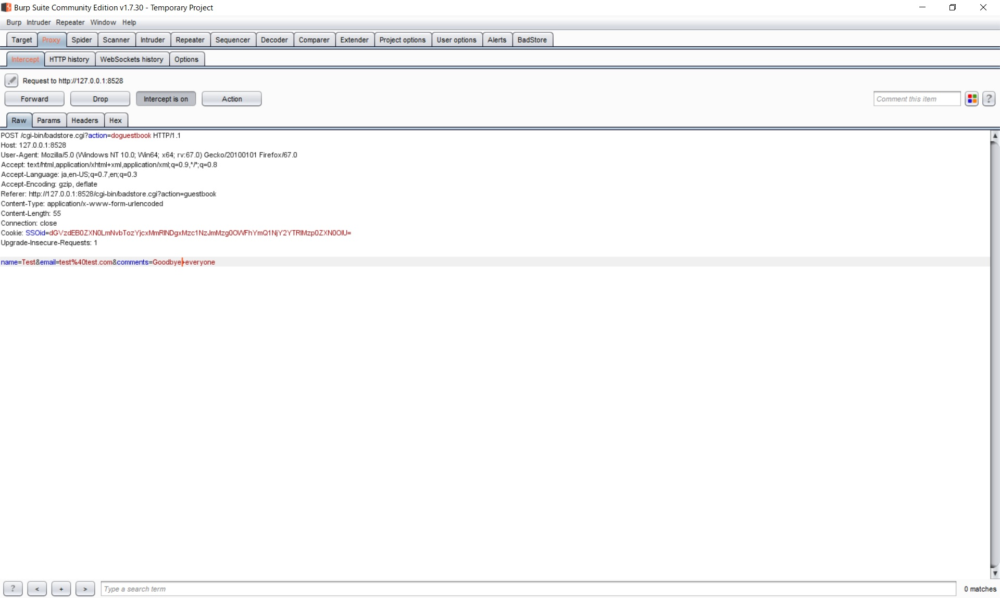 Burp Suite Community Edition v1.7.30 - Temporary Project
Burp Intruder Repeater Window Help
Target Proxy Spider Scanner Intruder Repeater Sequencer Decoder Comparer Extender Project options User options Alerts BadStore
Intercept HTTP history WebSockets history Options
Request to http://127.0.0.1:8528
Forward Drop Intercept is on Action Comment this item ?
Raw Params Headers Hex
POST /cgi-bin/badstore.cgi?action=doguestbook HTTP/1.1
Host: 127.0.0.1:8528
User-Agent: Mozilla/5.0 (Windows NT 10.0; Win64; x64; rv:67.0) Gecko/20100101 Firefox/67.0
Accept: text/html,application/xhtml+xml,application/xml;q=0.9,*/*;q=0.8
Accept-Language: ja,en-US;q=0.7,en;q=0.3
Accept-Encoding: gzip, deflate
Referer: http://127.0.0.1:8528/cgi-bin/badstore.cgi?action=guestbook
Content-Type: application/x-www-form-urlencoded
Content-Length: 55
Connection: close
Cookie: SSOid=
Upgrade-Insecure-Requests: 1
name=Test&email=test%40test.com&comments=Goodbye+everyone
? < + > Type a search term 0 matches